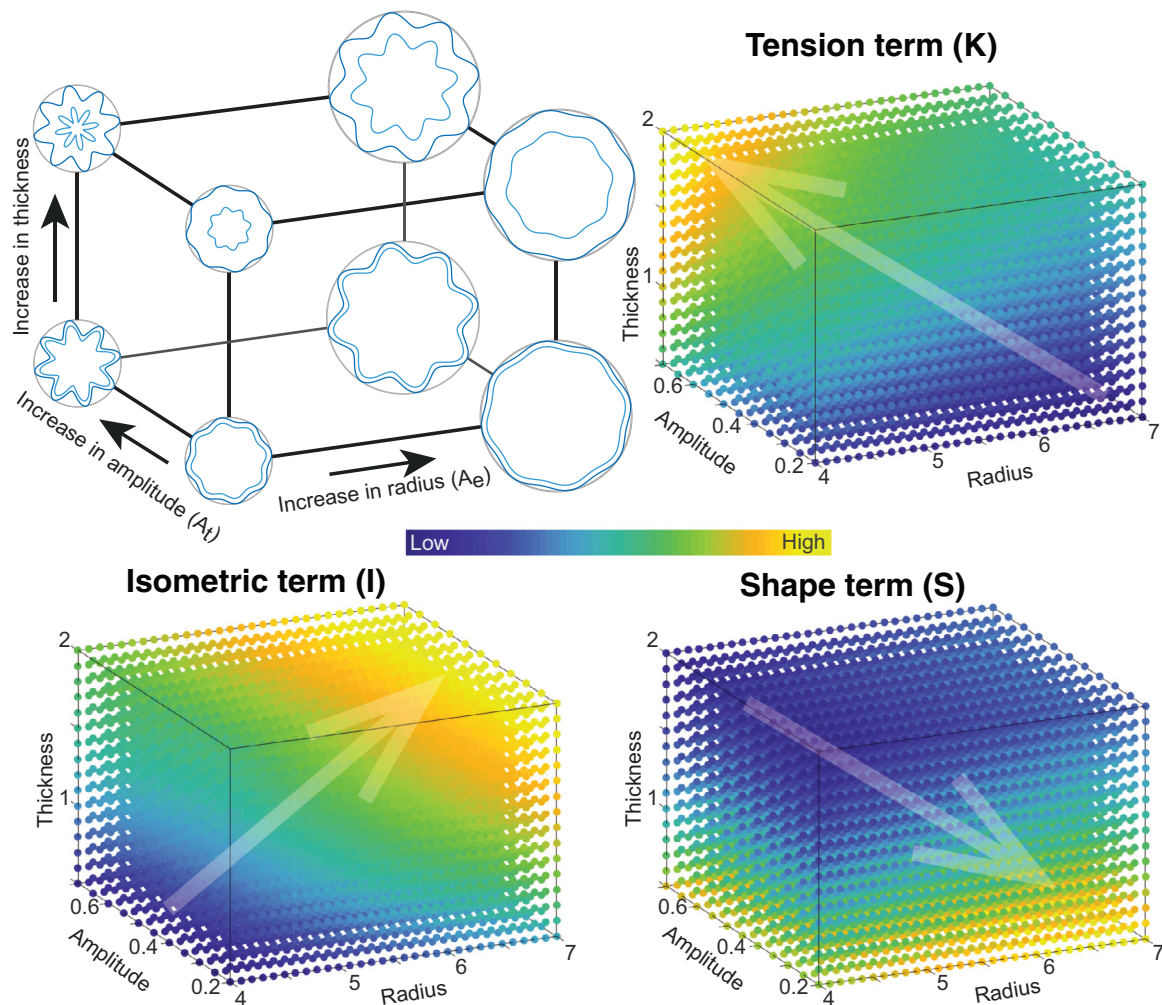 Tension term (K)
Increase in thickness
Increase in amplitude (At)
Increase in radius (Ae)
2
1
Thickness
0.6
0.4
0.2
Amplitude
4
5
6
7
Radius
Low
High
Isometric term (I)
2
1
Thickness
0.6
0.4
0.2
Amplitude
4
5
6
7
Radius
Shape term (S)
2
1
Thickness
0.6
0.4
0.2
Amplitude
4
5
6
7
Radius